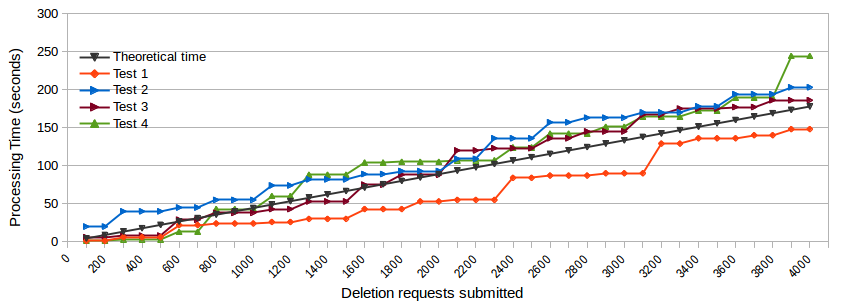 300
250
200
150
100
50
0
Processing Time (seconds)
Theoretical time
Test 1
Test 2
Test 3
Test 4
0 200 400 600 800 1000 1200 1400 1600 1800 2000 2200 2400 2600 2800 3000 3200 3400 3600 3800 4000
Deletion requests submitted